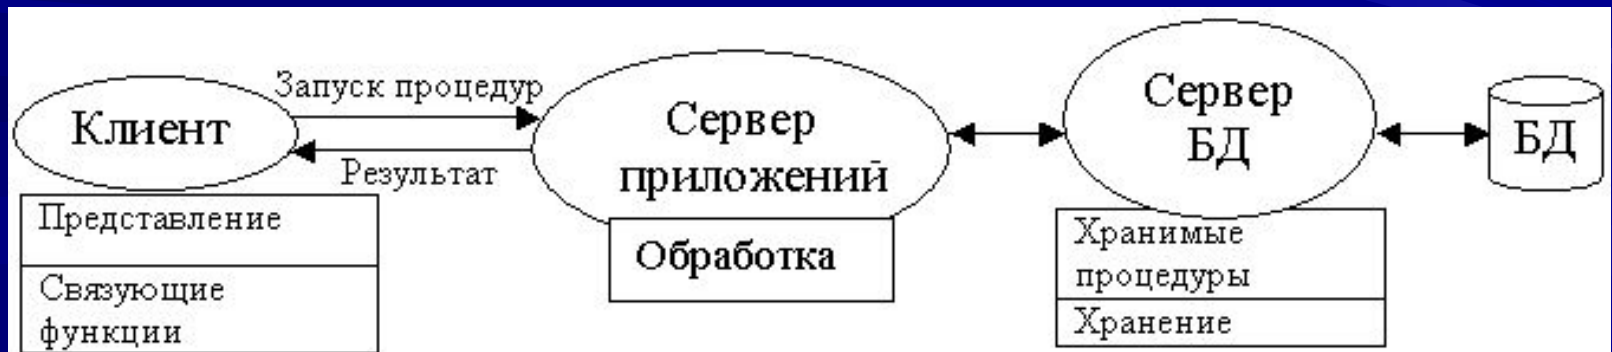 Клиент
Запуск процедур
Результат
Представление
Связующие
функции
Сервер
приложений
Обработка
Сервер
БД
Хранимые
процедуры
Хранение
БД